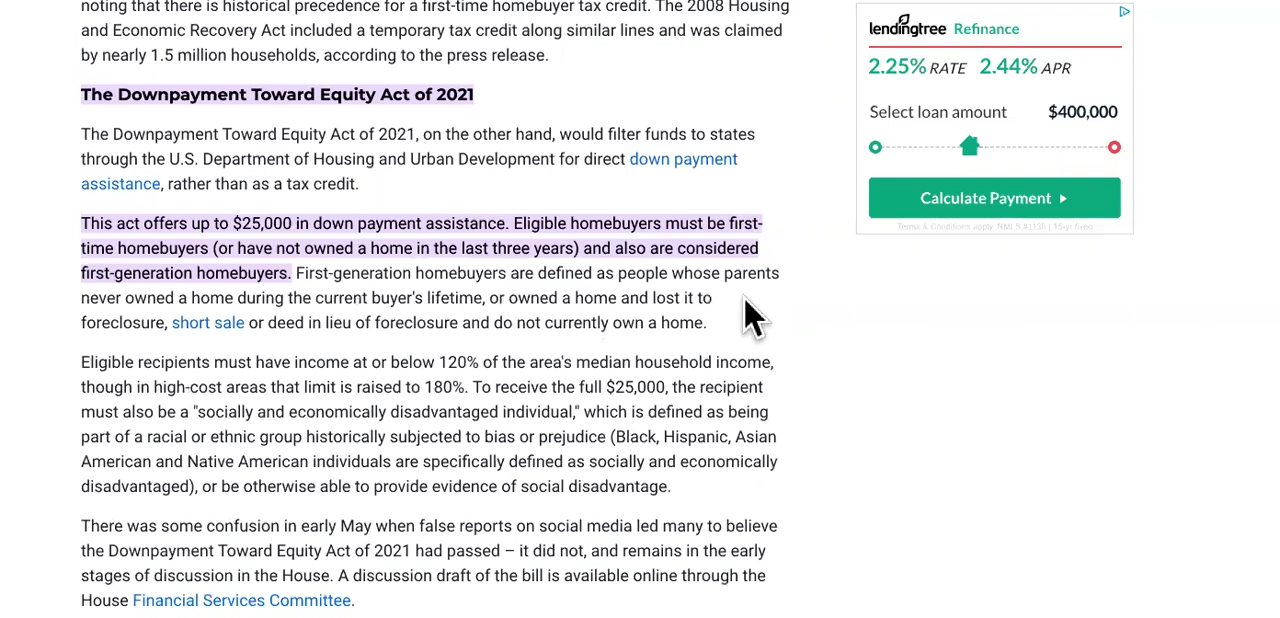 noting that there is historical precedence for a first-time homebuyer tax credit. The 2008 Housing
and Economic Recovery Act included a temporary tax credit along similar lines and was claimed
by nearly 1.5 million households, according to the press release.
The Downpayment Toward Equity Act of 2021
The Downpayment Toward Equity Act of 2021, on the other hand, would filter funds to states
through the U.S. Department of Housing and Urban Development for direct down payment
assistance, rather than as a tax credit.
This act offers up to $25,000 in down payment assistance. Eligible homebuyers must be first-
time homebuyers (or have not owned a home in the last three years) and also are considered
first-generation homebuyers. First-generation homebuyers are defined as people whose parents
never owned a home during the current buyer's lifetime, or owned a home and lost it to
foreclosure, short sale or deed in lieu of foreclosure and do not currently own a home.
Eligible recipients must have income at or below 120% of the area's median household income,
though in high-cost areas that limit is raised to 180%. To receive the full $25,000, the recipient
must also be a "socially and economically disadvantaged individual," which is defined as being
part of a racial or ethnic group historically subjected to bias or prejudice (Black, Hispanic, Asian
American and Native American individuals are specifically defined as socially and economically
disadvantaged), or be otherwise able to provide evidence of social disadvantage.
There was some confusion in early May when false reports on social media led many to believe
the Downpayment Toward Equity Act of 2021 had passed – it did not, and remains in the early
stages of discussion in the House. A discussion draft of the bill is available online through the
House Financial Services Committee.
lendingtree Refinance
2.25% RATE 2.44% APR
Select loan amount $400,000
Calculate Payment
Terms & Conditions apply. NMLS #1136